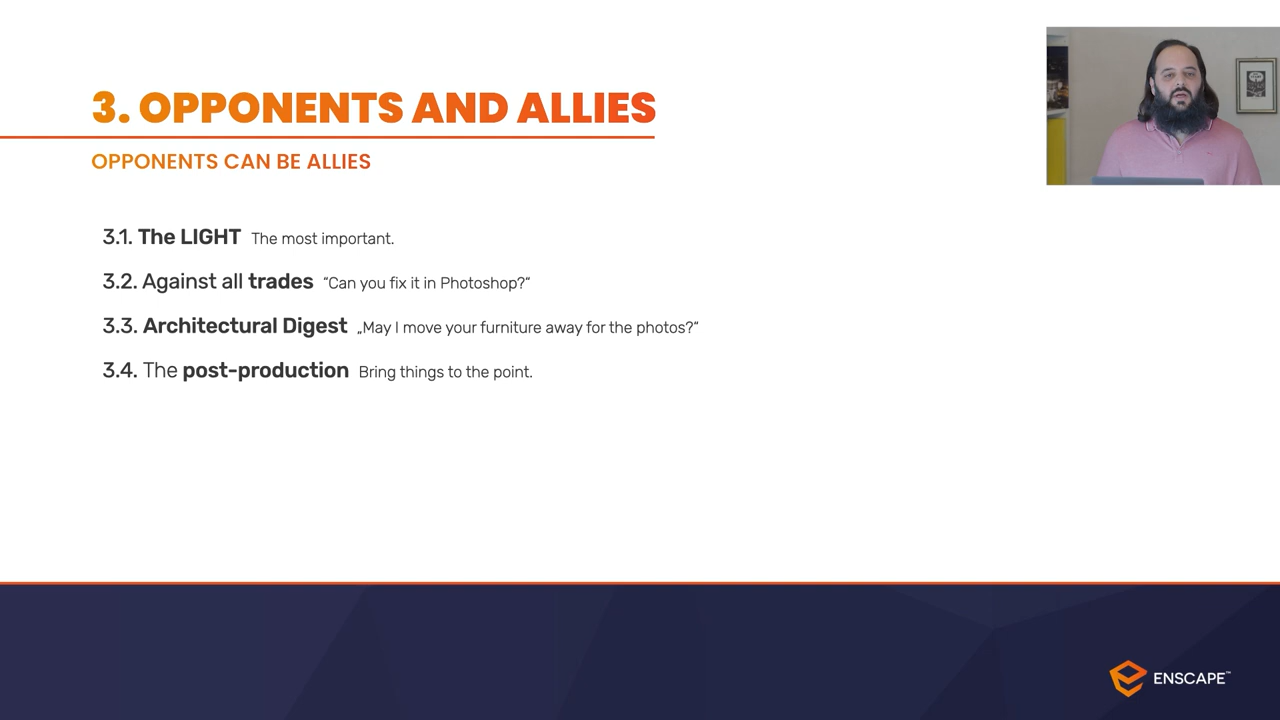 3. OPPONENTS AND ALLIES
OPPONENTS CAN BE ALLIES
3.1. The LIGHT The most important.
3.2. Against all trades “Can you fix it in Photoshop?“
3.3. Architectural Digest „May I move your furniture away for the photos?“
3.4. The post-production Bring things to the point.
ENSCAPE™